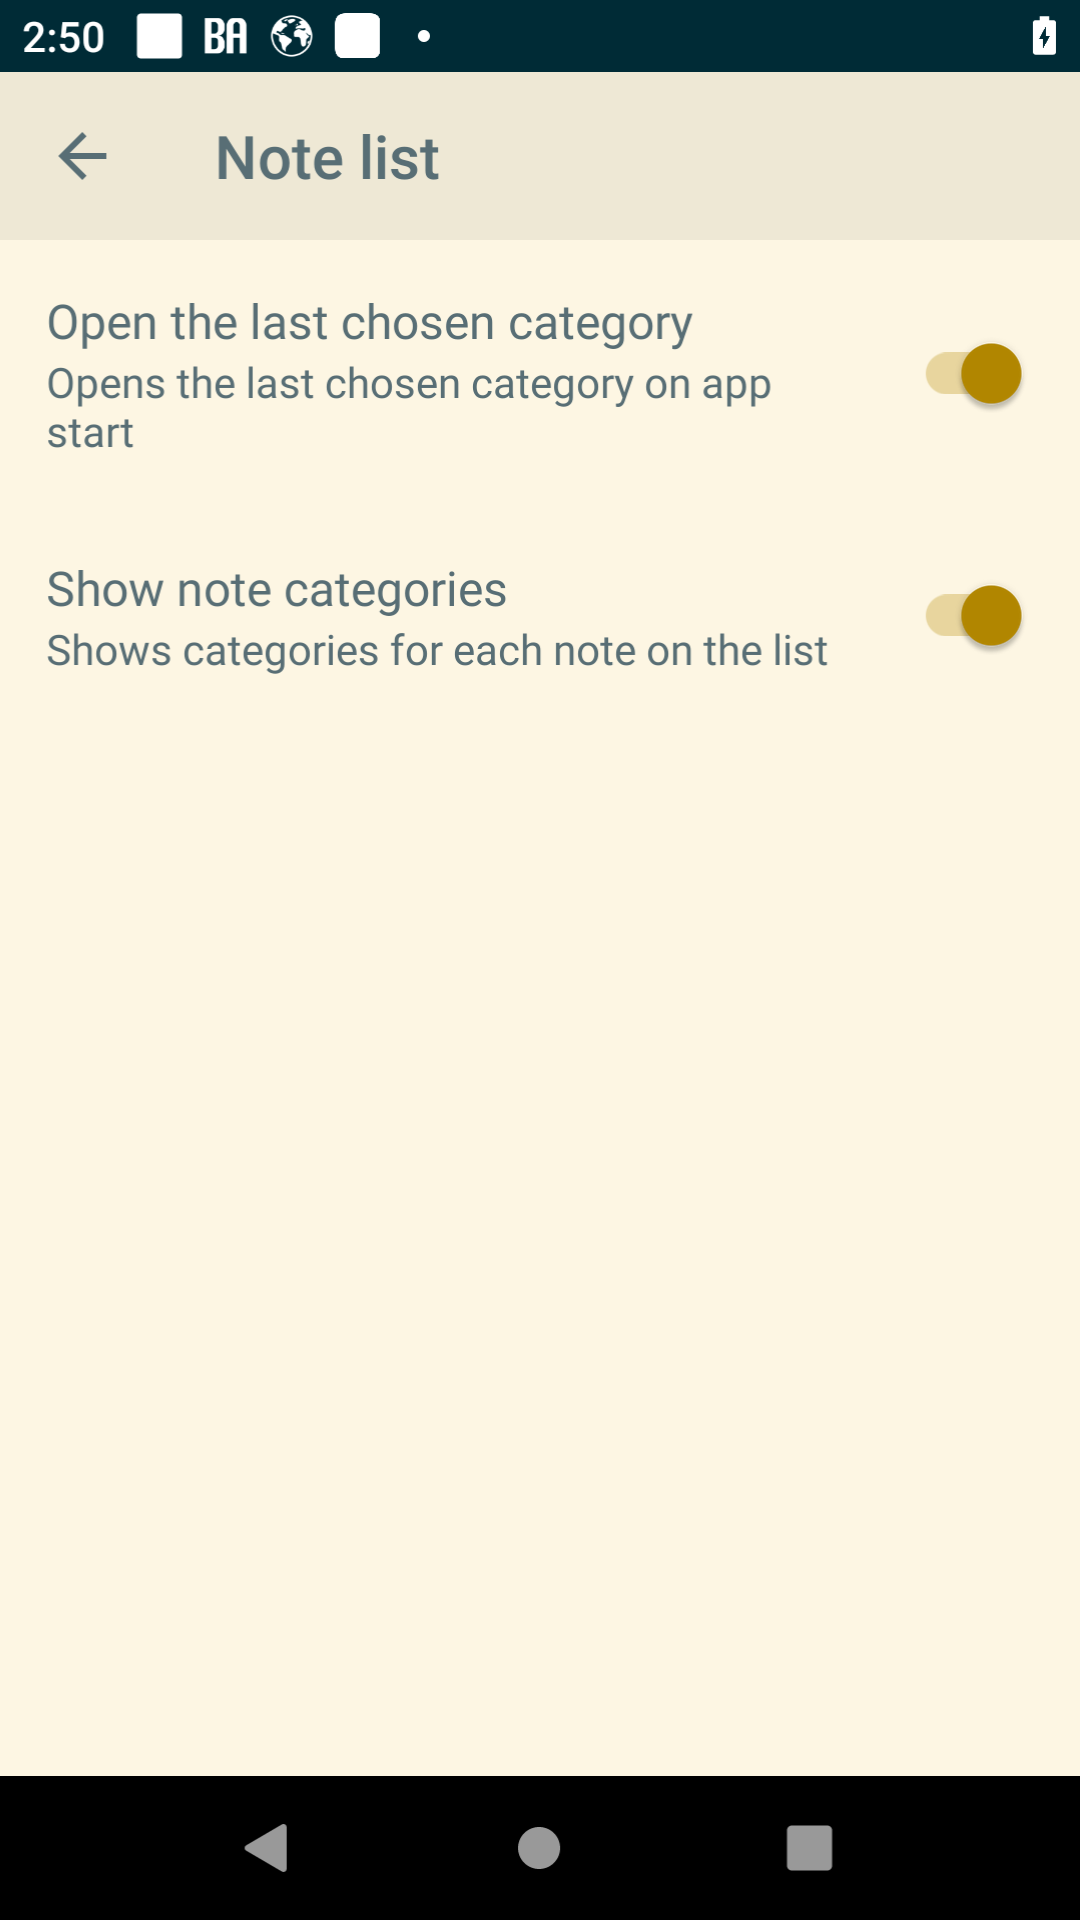 2:50 BA
Note list
Open the last chosen category
Opens the last chosen category on app
start
Show note categories
Shows categories for each note on the list